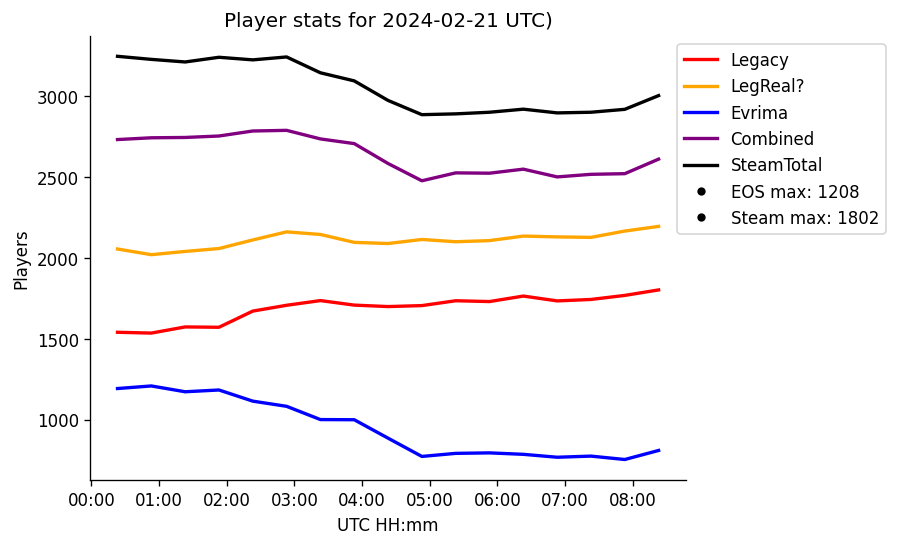 Player stats for 2024-02-21 UTC)
Legacy
LegReal?
Evrima
Combined
SteamTotal
EOS max: 1208
Steam max: 1802
Players
3000
2500
2000
1500
1000
00:00 01:00 02:00 03:00 04:00 05:00 06:00 07:00 08:00
UTC HH:mm